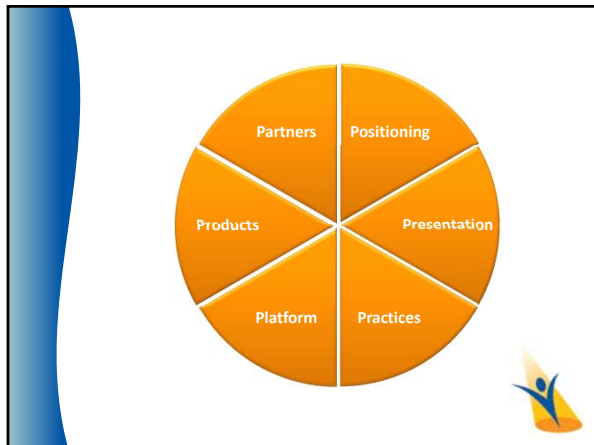 Partners
Positioning
Products
Presentation
Platform
Practices